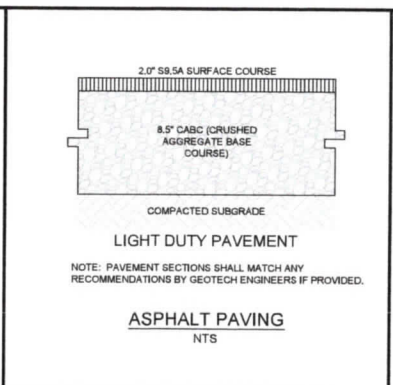 2.0" S9.5A SURFACE COURSE
8.5" CABC (CRUSHED
AGGREGATE BASE
COURSE)
COMPACTED SUBGRADE
LIGHT DUTY PAVEMENT
NOTE: PAVEMENT SECTIONS SHALL MATCH ANY
RECOMMENDATIONS BY GEOTECH ENGINEERS IF PROVIDED.
ASPHALT PAVING
NTS